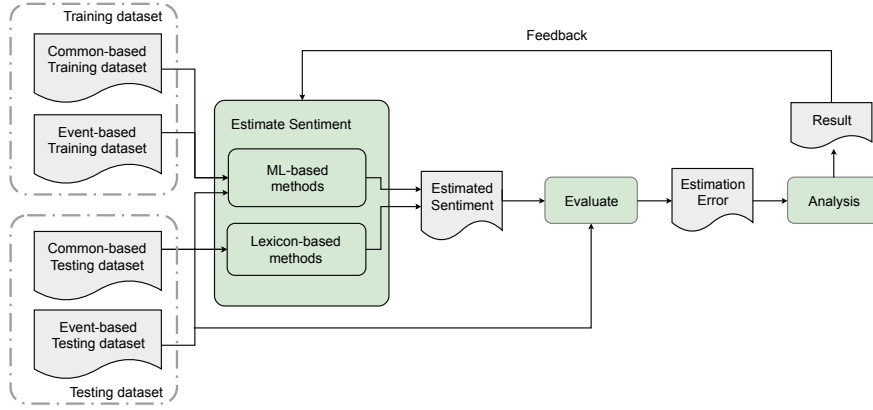 Training dataset
Common-based
Training dataset
Event-based
Training dataset
Feedback
Estimate Sentiment
ML-based
methods
Lexicon-based
methods
Common-based
Testing dataset
Event-based
Testing dataset
Testing dataset
Estimated
Sentiment
Evaluate
Estimation
Error
Analysis
Result